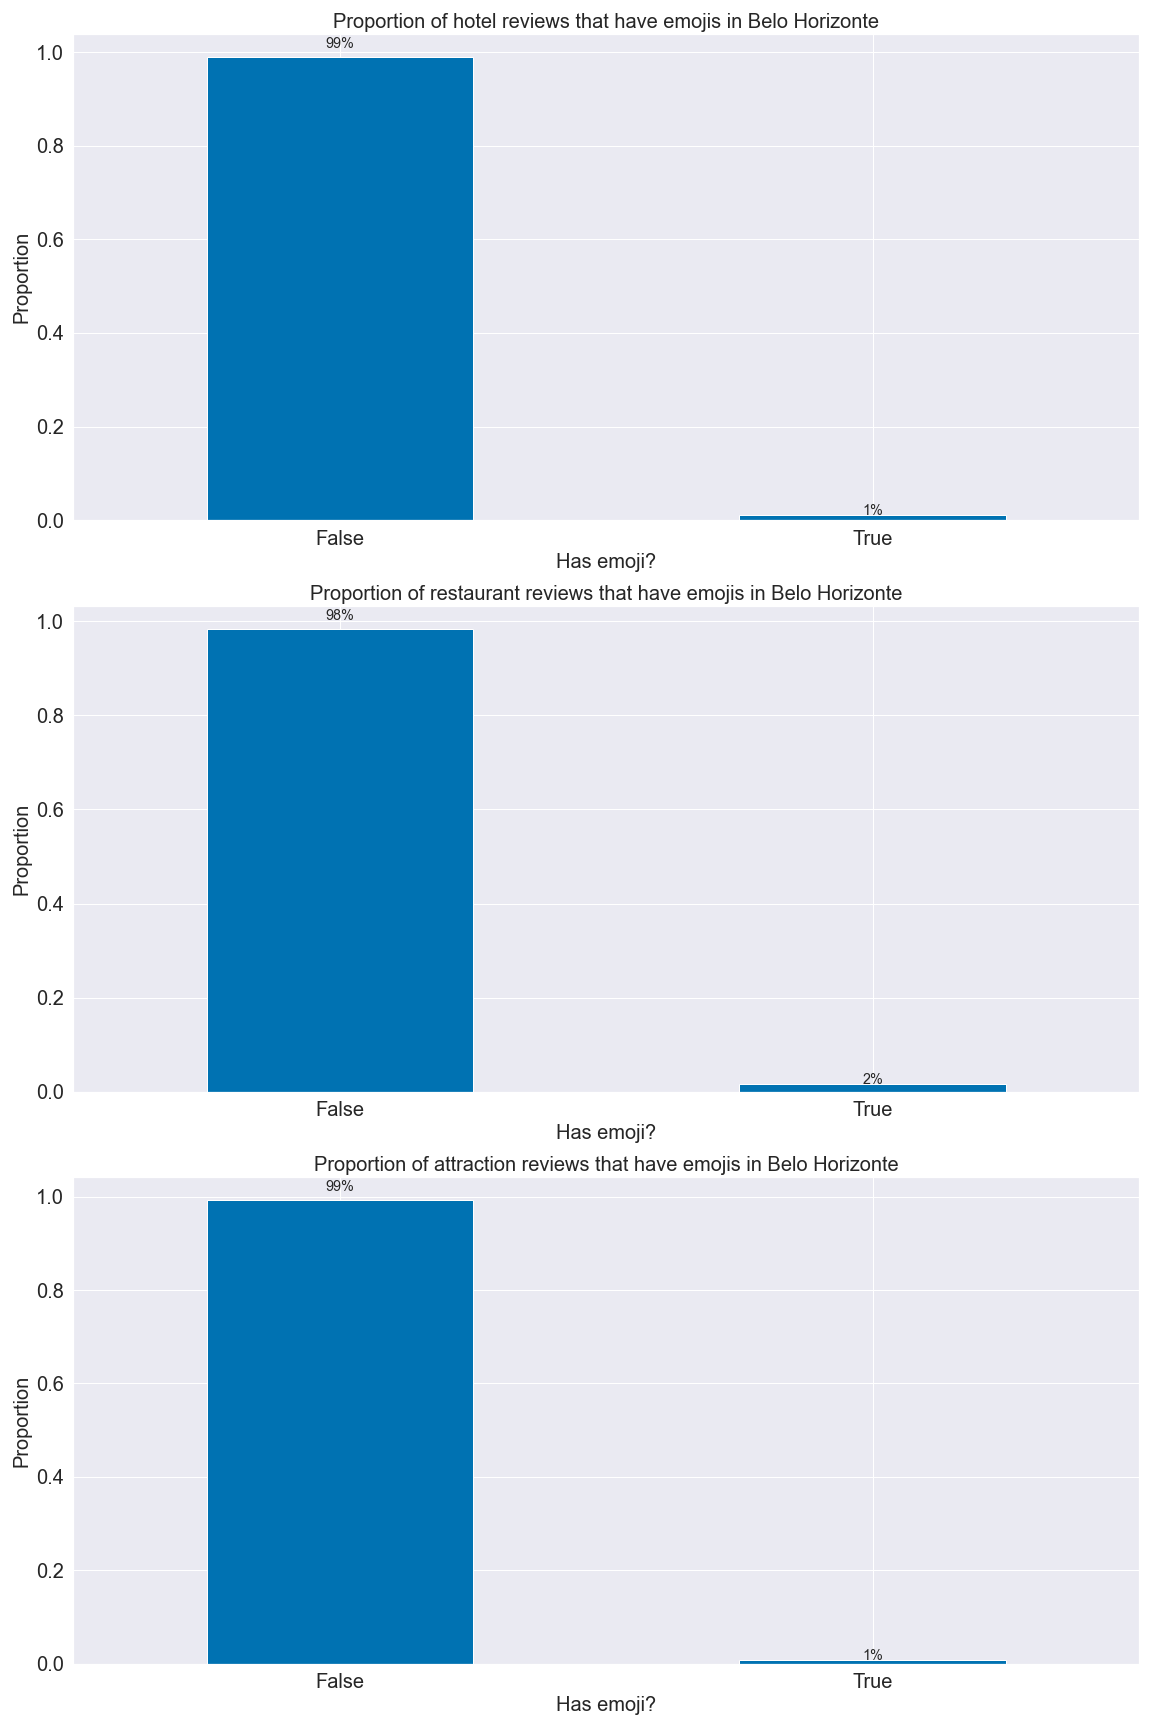 Proportion of hotel reviews that have emojis in Belo Horizonte
99%
1.0
0.8
0.6
0.4
0.2
0.0
Proportion
1%
False True
Has emoji?
Proportion of restaurant reviews that have emojis in Belo Horizonte
98%
1.0
0.8
0.6
0.4
0.2
0.0
Proportion
2%
False True
Has emoji?
Proportion of attraction reviews that have emojis in Belo Horizonte
99%
1.0
0.8
0.6
0.4
0.2
0.0
Proportion
1%
False True
Has emoji?